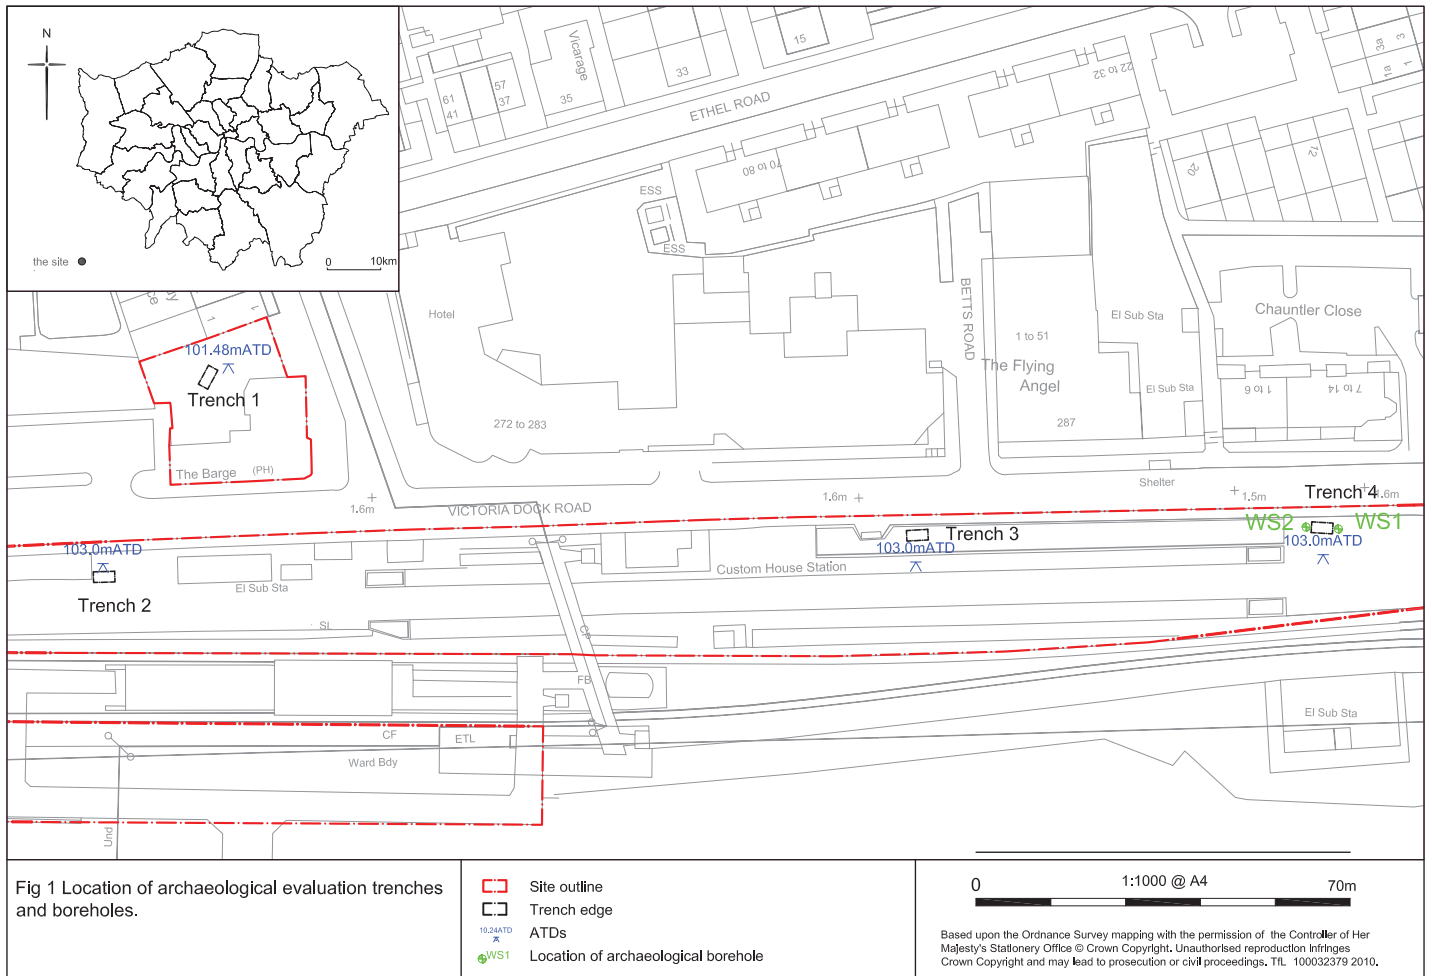 N
the site
0 10km
15
Vicarage
33
35
61
41
57
37
ETHEL ROAD
22 to 32
3a
3
1a
1
70 to 80
20
12
ESS
ESS
Hotel
BETTS ROAD
1 to 51
The Flying
Angel
287
El Sub Sta
El Sub Sta
Chauntler Close
1 to 6
7 to 14
272 to 283
1
101.48mATD
Trench 1
The Barge (PH)
Shelter
1.6m
VICTORIA DOCK ROAD
1.6m
1.5m
Trench 4
1.6m
WS2
WS1
103.0mATD
Trench 3
103.0mATD
103.0mATD
Custom House Station
El Sub Sta
Trench 2
SL
CP
FB
CF
ETL
Ward Bdy
Und
El Sub Sta
Fig 1 Location of archaeological evaluation trenches
and boreholes.
Site outline
Trench edge
10.24ATD
ATDs
WS1
Location of archaeological borehole
0 1:1000 @ A4 70m
Based upon the Ordnance Survey mapping with the permission of the Controller of Her
Majesty's Stationery Office © Crown Copyright. Unauthorised reproduction infringes
Crown Copyright and may lead to prosecution or civil proceedings. TfL 100032379 2010.